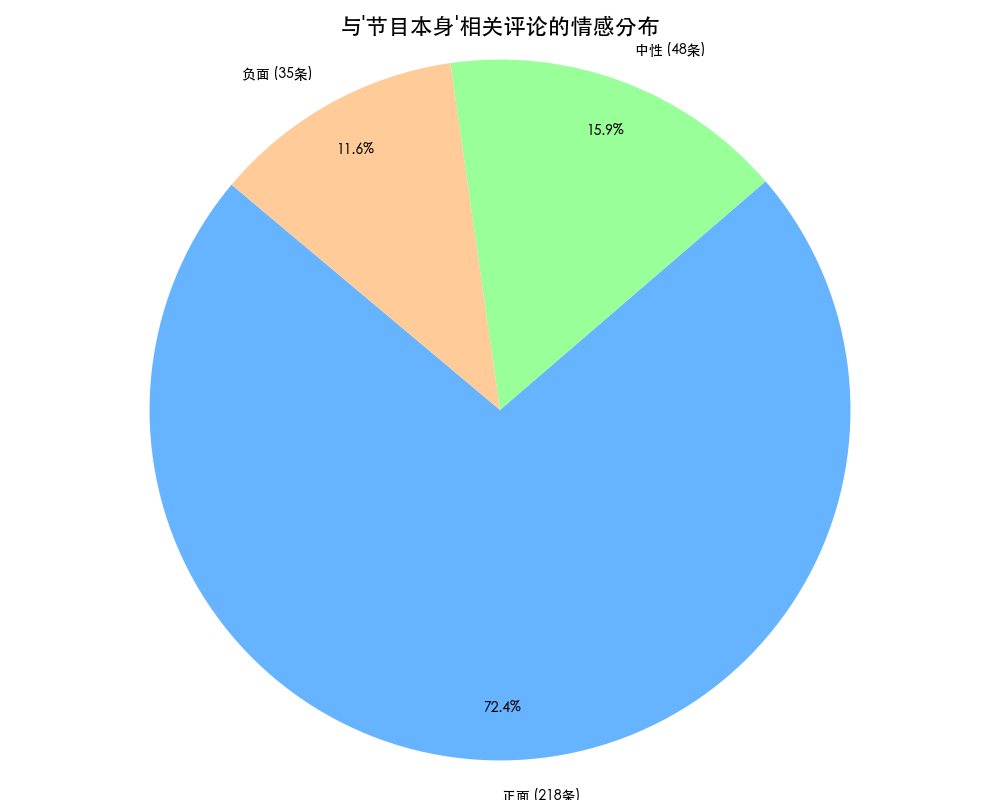 与'节目本身'相关评论的情感分布
中性 (48条)
负面 (35条)
15.9%
11.6%
72.4%
正面 (218条)